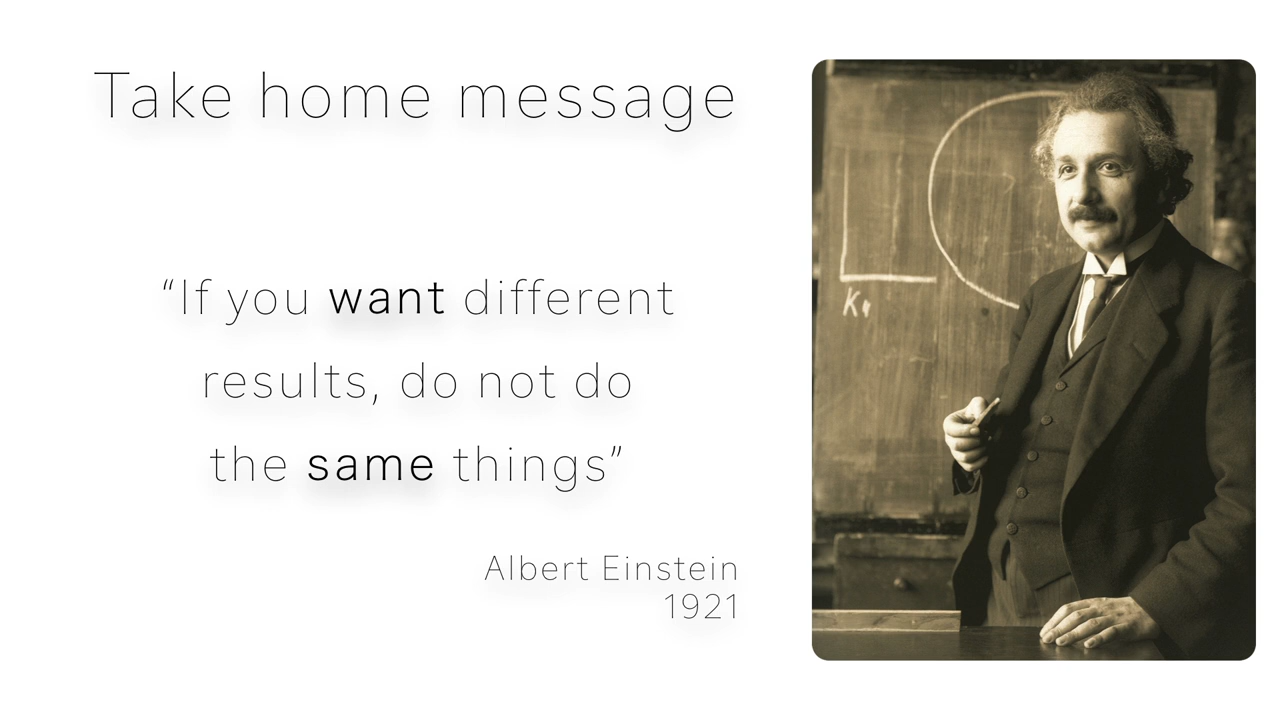 Take home message
“If you want different
results, do not do
the same things”
Albert Einstein
1921